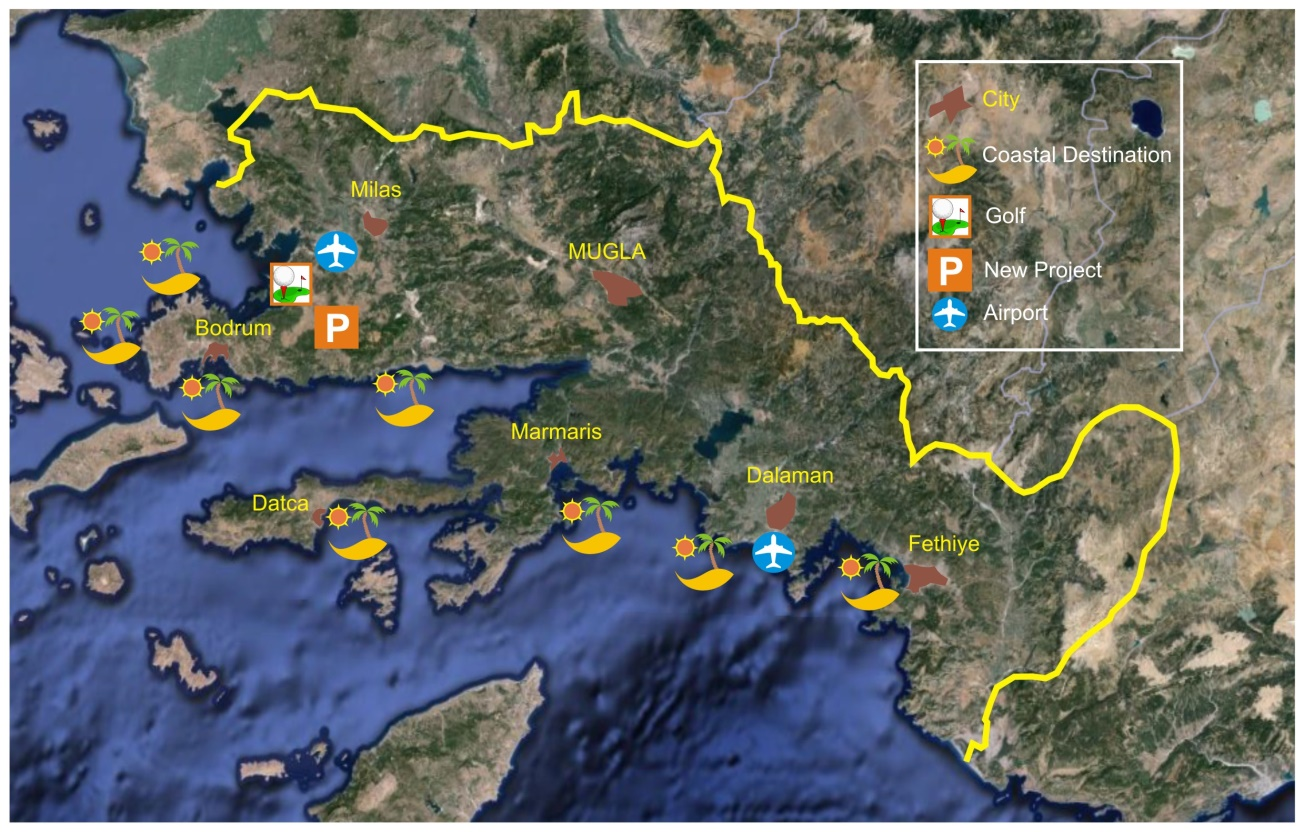 City
Coastal Destination
Golf
P New Project
Airport
Milas
MUGLA
Bodrum
P
Marmaris
Dalaman
Datca
Fethiye